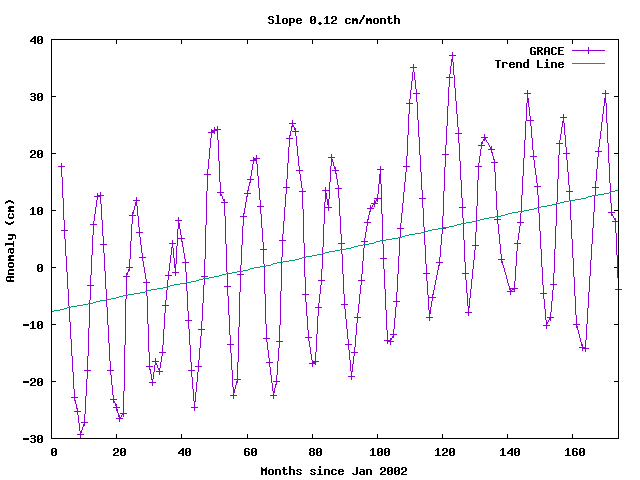 Slope 0.12 cm/month
GRACE
Trend Line
40
30
20
10
0
-10
-20
-30
Anomaly (cm)
0 20 40 60 80 100 120 140 160
Months since Jan 2002